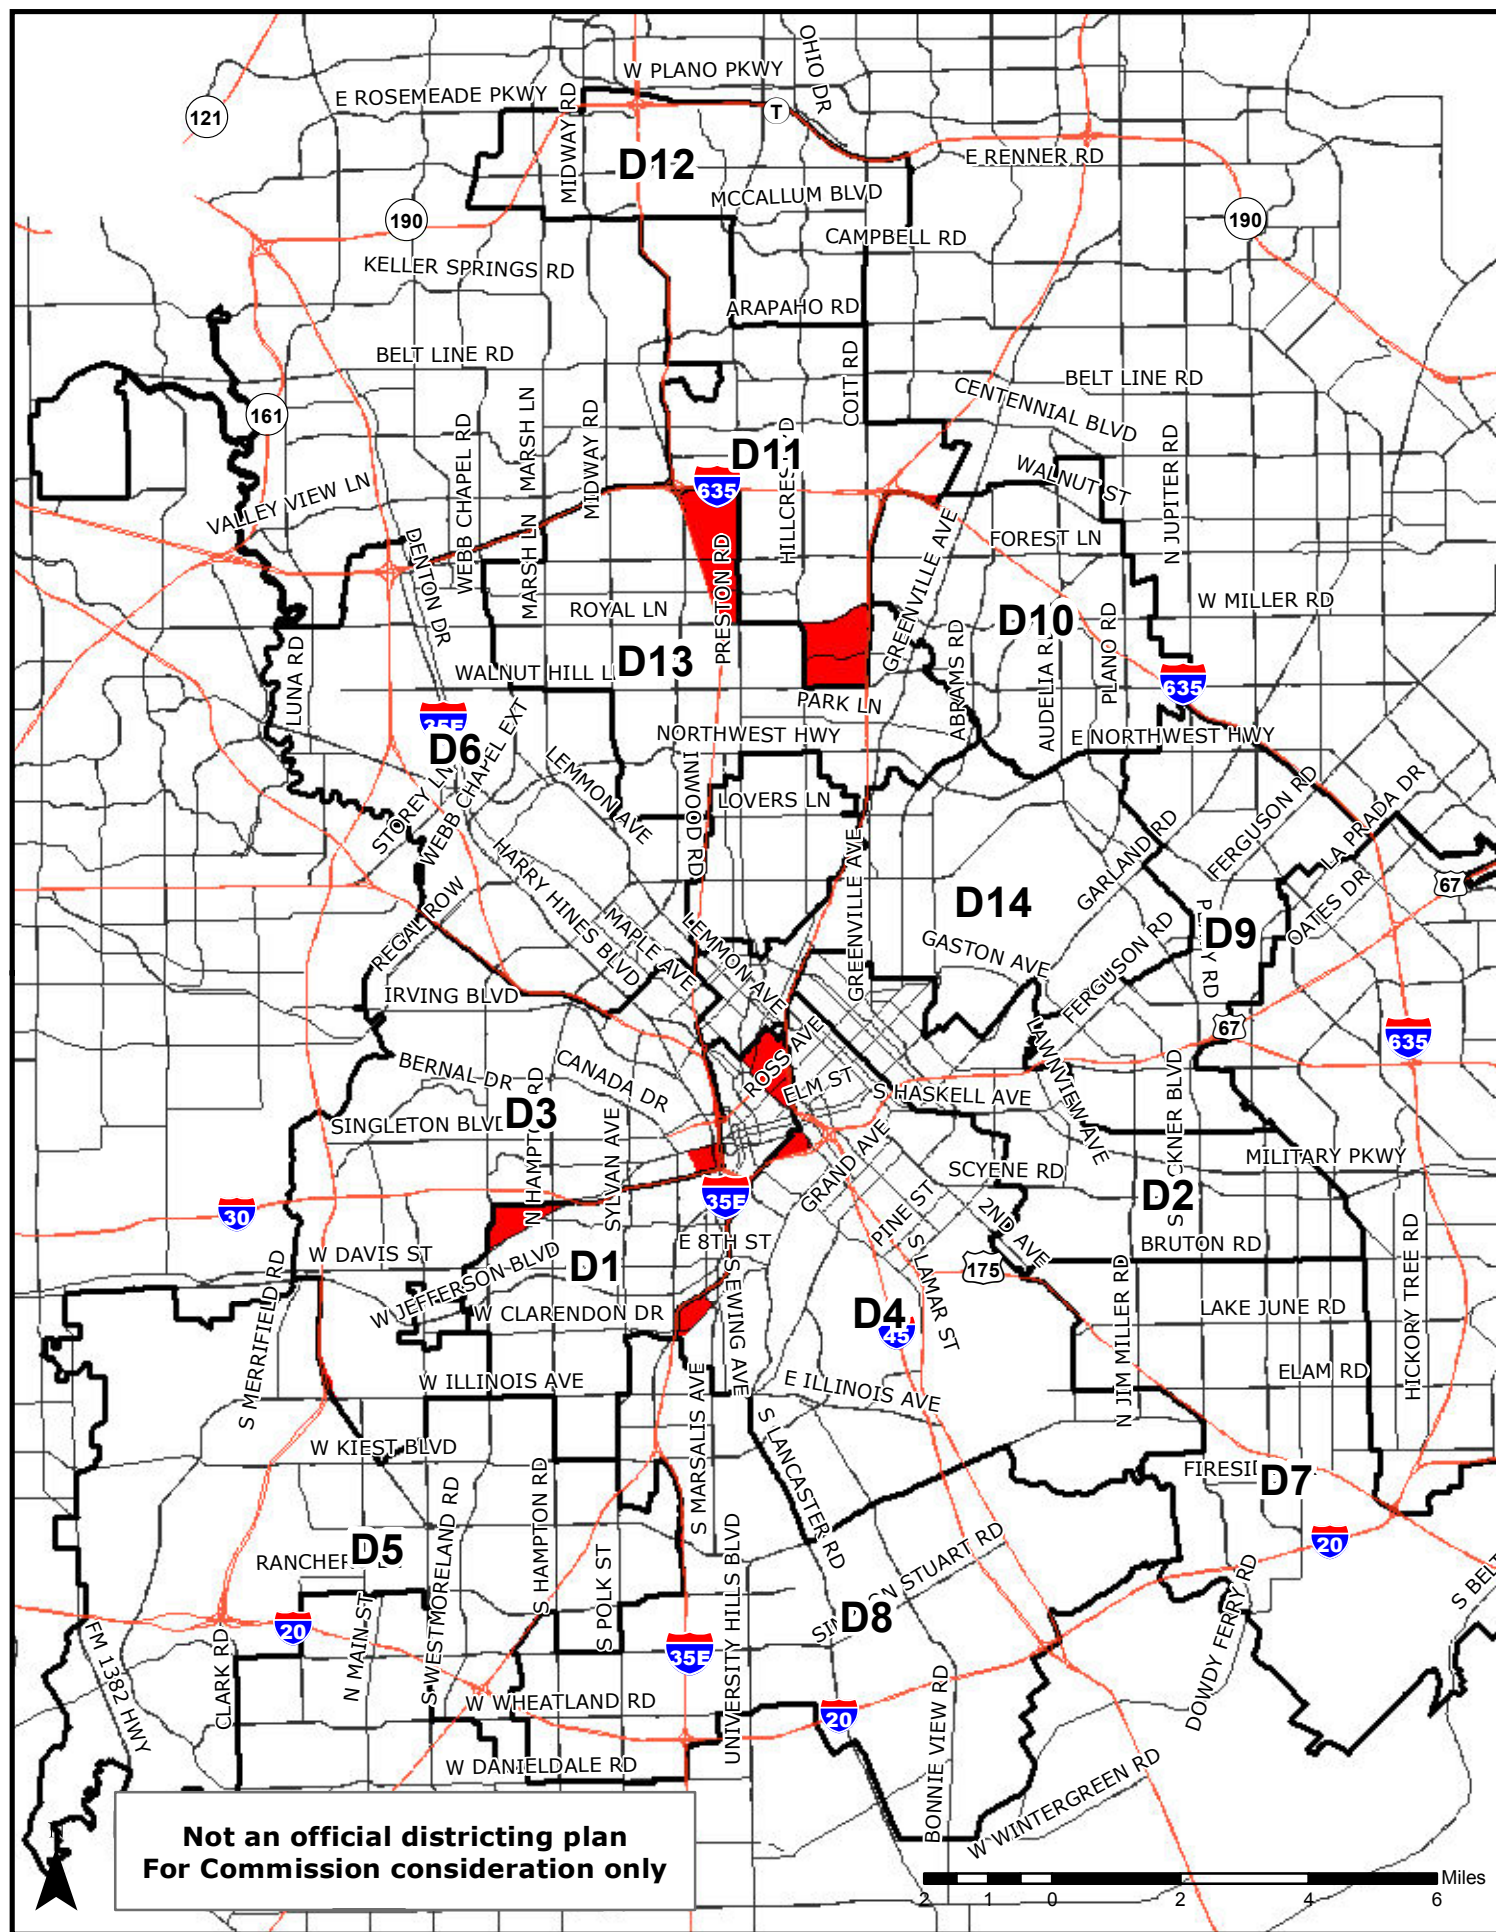 W PLANO PKWY
OHIO DR
E ROSEMEADE PKWY
MIDWAY RD
121
T
E RENNER RD
D12
MCCALLUM BLVD
190
190
CAMPBELL RD
KELLER SPRINGS RD
ARAPAHO RD
BELT LINE RD
COIT RD
BELT LINE RD
CENTENNIAL BLVD
161
MARSH LN
MIDWAY RD
WEBB CHAPEL RD
D11
HILLCREST
635
WALNUT ST
N JUPITER RD
VALLEY VIEW LN
DENTON DR
MARSH LN
PRESTON RD
GREENVILLE AVE
FOREST LN
ROYAL LN
W MILLER RD
D10
D13
WALNUT HILL L
LUNA RD
ABRAMS RD
AUDELIA R
PLANO RD
635
PARK LN
35E
D6
NORTHWEST HWY
E NORTHWEST HWY
WEBB CHAPEL EXT
STOREY LN
LEMMON AVE
INWOOD RD
LOVERS LN
GREENVILLE AVE
FERGUSON RD
LA PRADA DR
GARLAND RD
HARRY HINES BLVD
MAPLE AVE
LEMMON AVE
D14
67
OATES DR
REGAL ROW
GASTON AVE
FERGUSON RD
D9
IRVING BLVD
67
635
ROSS AVE
LAWNVIEW AVE
BERNAL DR
CANADA DR
ELM ST
S HASKELL AVE
D3
N HAMPTON RD
SINGLETON BLVD
SYLVAN AVE
GRAND AVE
SCYENE RD
MILITARY PKWY
D2
30
35E
PINE ST
2ND AVE
W DAVIS ST
E 8TH ST
S LAMAR ST
175
BRUTON RD
HICKORY TREE RD
D1
W JEFFERSON BLVD
W CLARENDON DR
S EWING AVE
D4
45
LAKE JUNE RD
N JIM MILLER RD
S MERRIFIELD RD
W ILLINOIS AVE
S MARSALIS AVE
E ILLINOIS AVE
ELAM RD
W KIEST BLVD
S LANCASTER RD
D7
S WESTMORELAND RD
S HAMPTON RD
D5
RANCHER
20
S POLK ST
UNIVERSITY HILLS BLVD
STUART RD
D8
S BELT
20
FM 1382 HWY
CLARK RD
N MAIN ST
35E
DOWDY FERRY RD
W WHEATLAND RD
20
W DANIELDALE RD
BONNIE VIEW RD
W WINTERGREEN RD
N
Not an official districting plan
For Commission consideration only
Miles
2 1 0 2 4 6